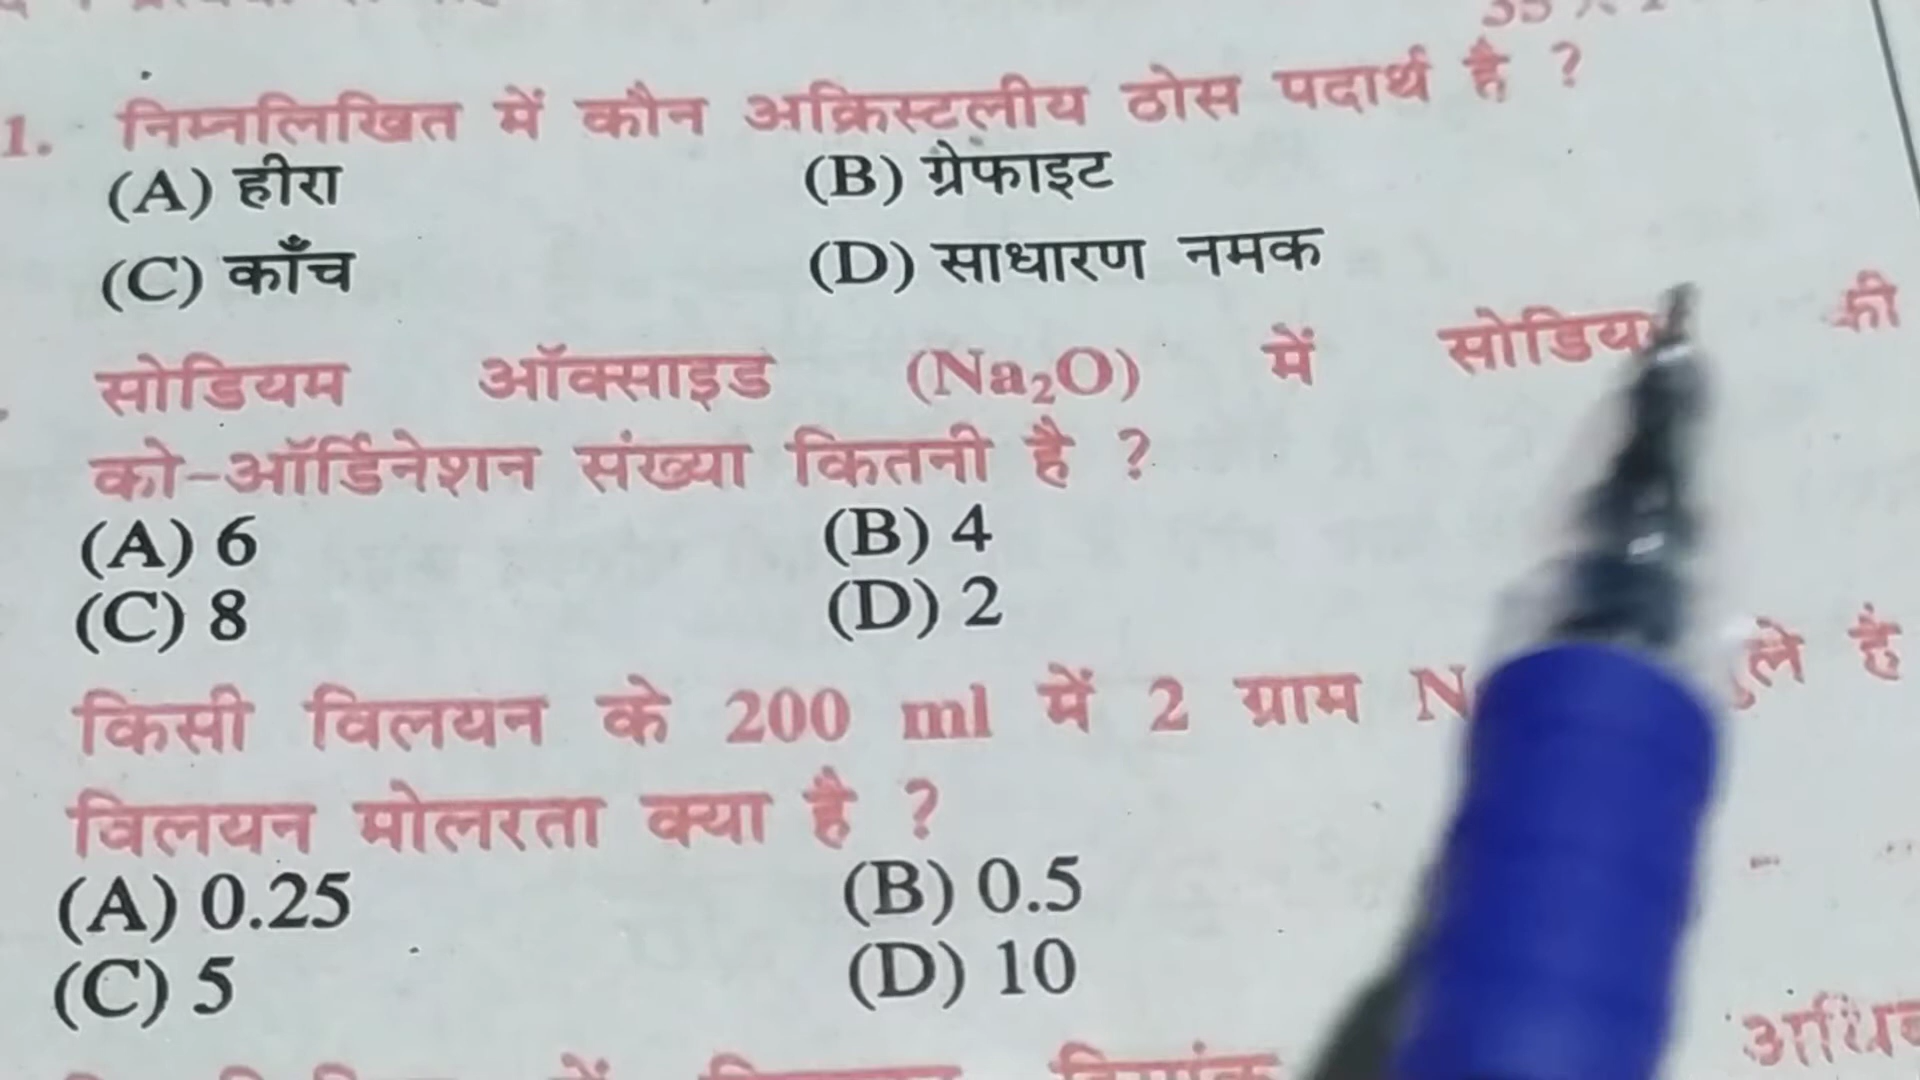 1. निम्नलिखित में कौन अक्रिस्टलीय ठोस पदार्थ है ?
(A) हीरा (B) ग्रेफाइट
(C) काँच (D) साधारण नमक
सोडियम ऑक्साइड (Na₂O) में की
को-ऑर्डिनेशन संख्या कितनी है ?
(A) 6 (B) 4
(C) 8 (D) 2
किसी विलयन के 200 ml में 2 ग्राम है
विलयन मोलरता क्या है ?
(A) 0.25 (B) 0.5
(C) 5 (D) 10